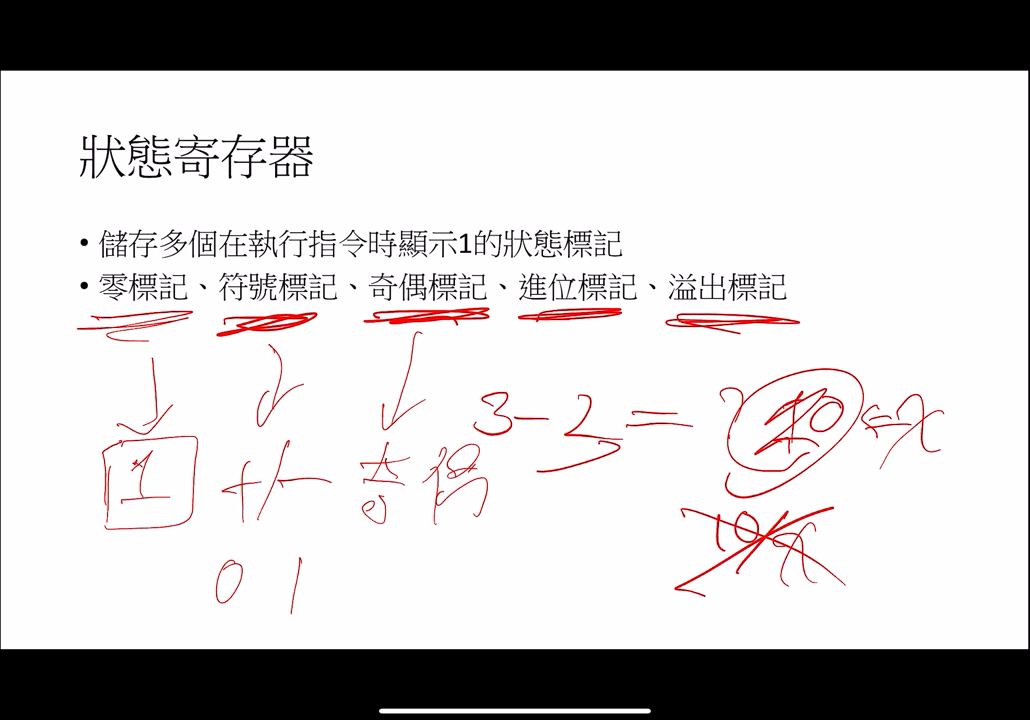 狀態寄存器
• 儲存多個在執行指令時顯示1的狀態標記
• 零標記、符號標記、奇偶標記、進位標記、溢出標記
3-2=
1 +/- 奇偶
0 1